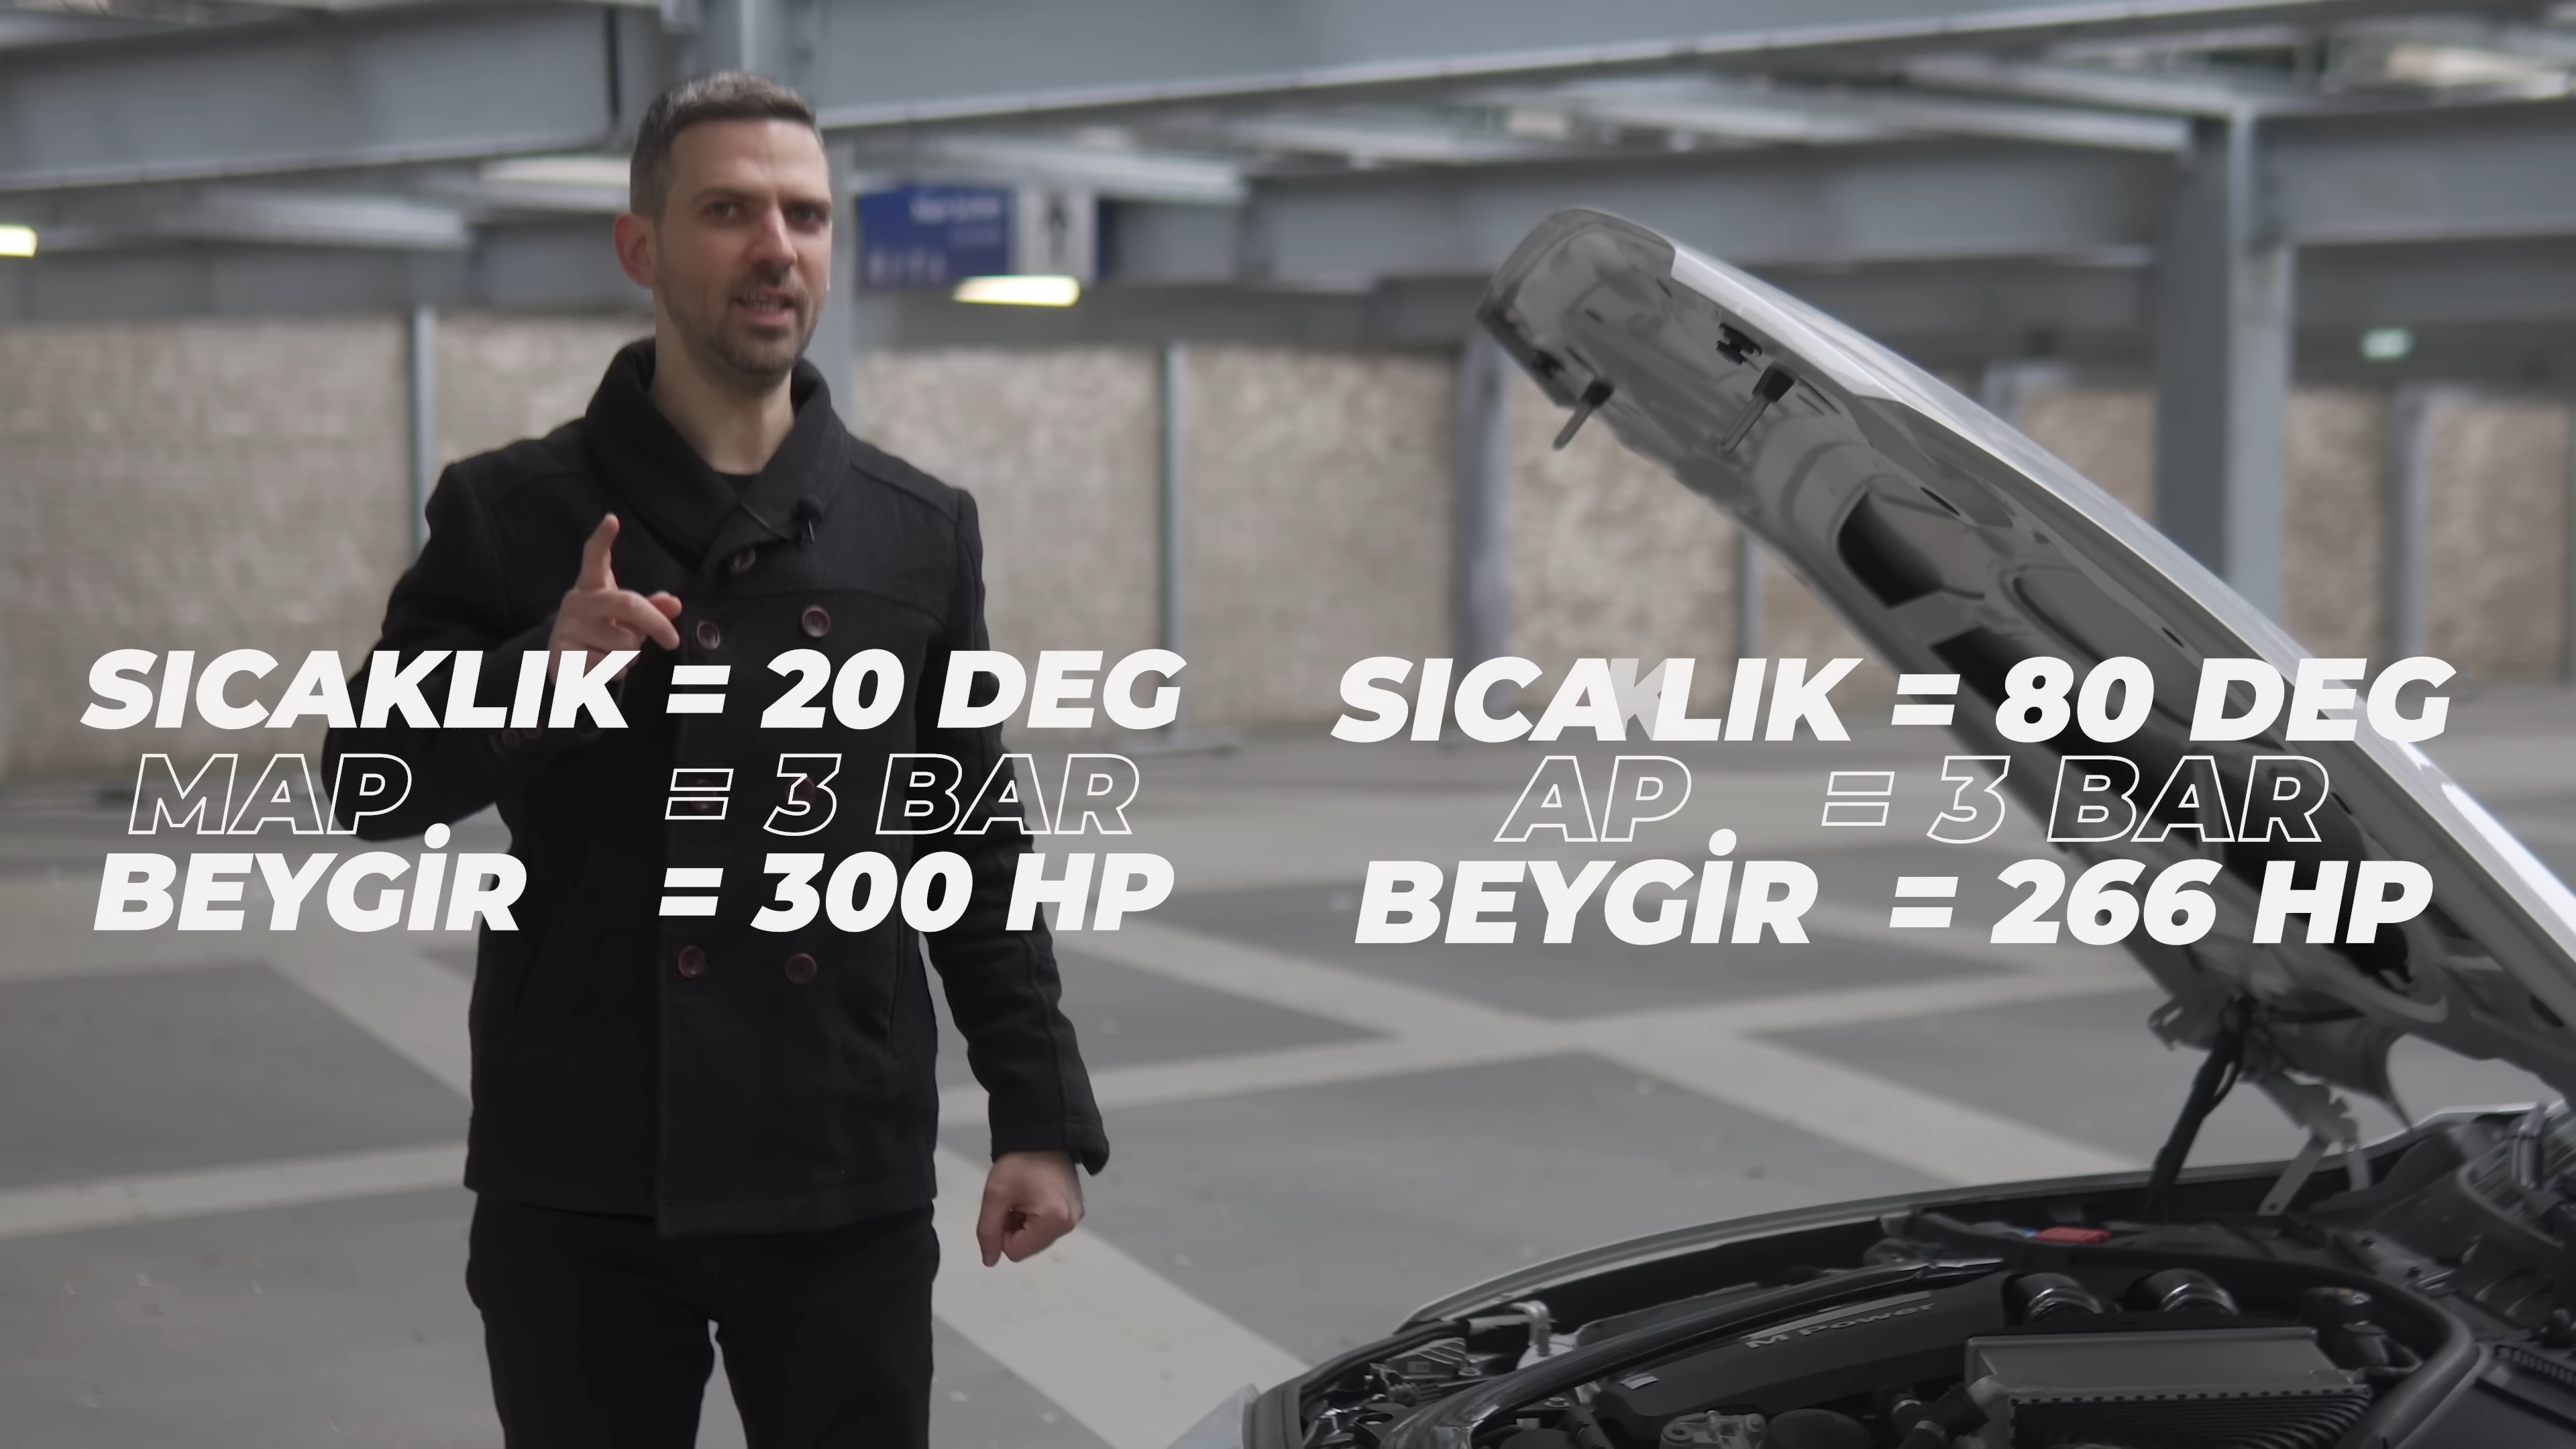 SICAKLIK = 20 DEG
MAP = 3 BAR
BEYGİR = 300 HP
SICAKLIK = 80 DEG
AP = 3 BAR
BEYGİR = 266 HP
M Power